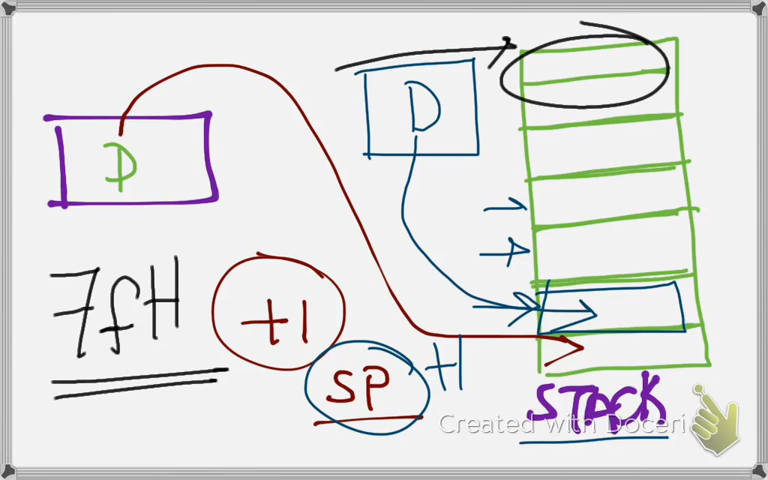 D
D
7fH
+1
SP
+1
STACK
Created with Doceri